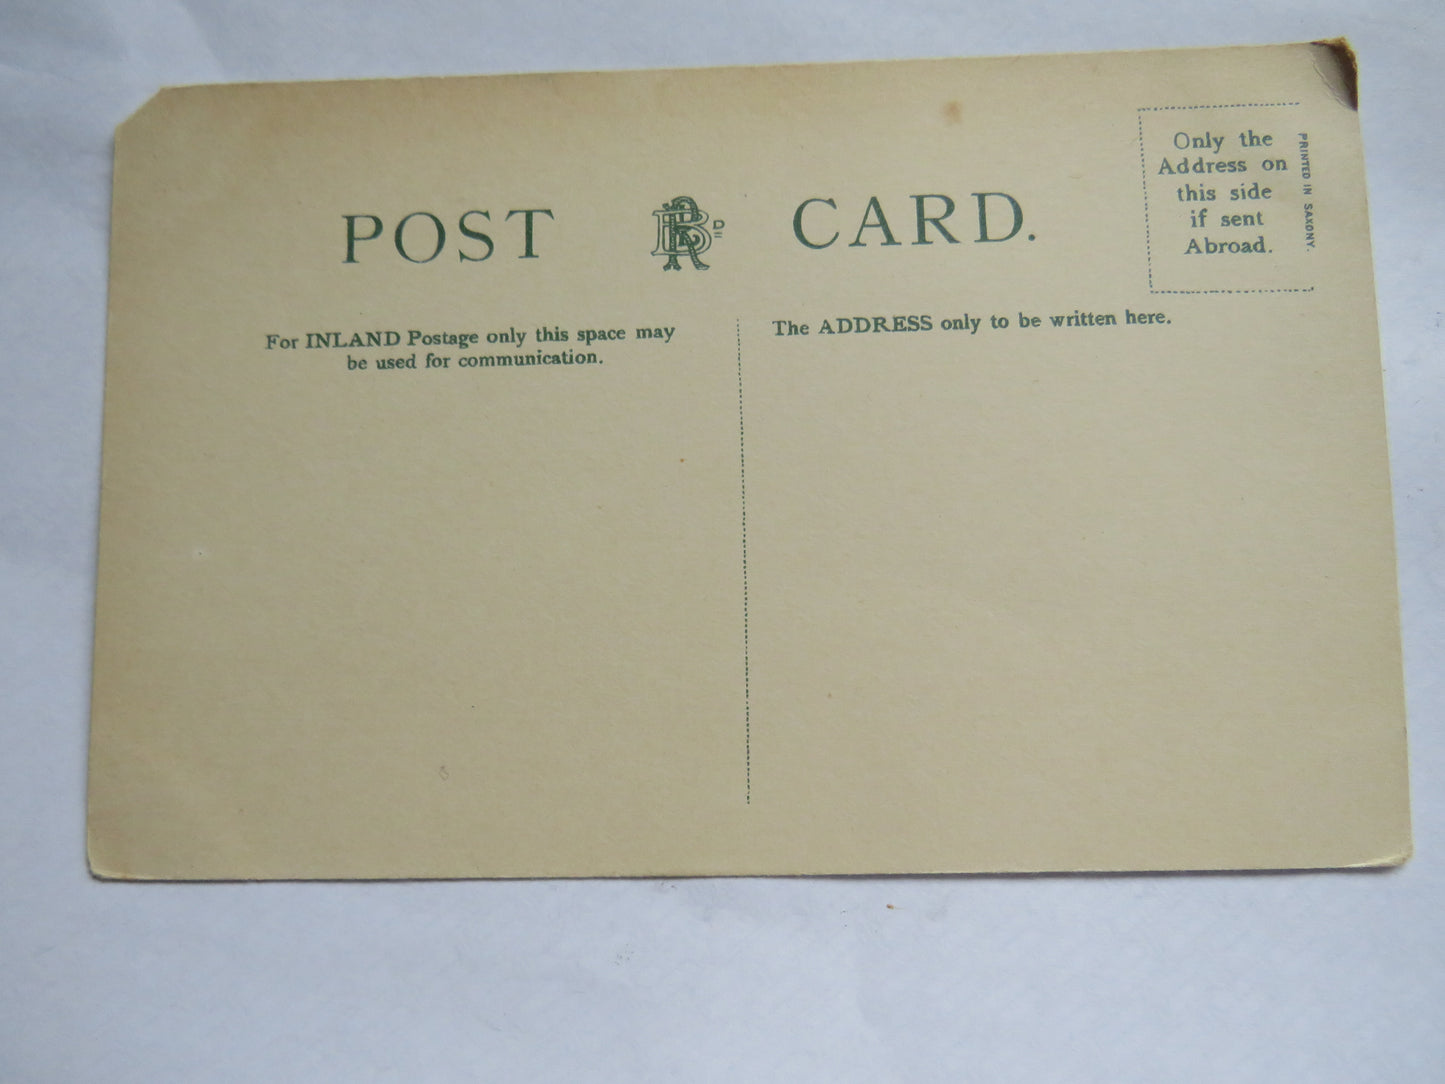 POST CARD.
Only the
Address on
this side
if sent
Abroad.
PRINTED IN SAXONY.
For INLAND Postage only this space may
be used for communication.
The ADDRESS only to be written here.